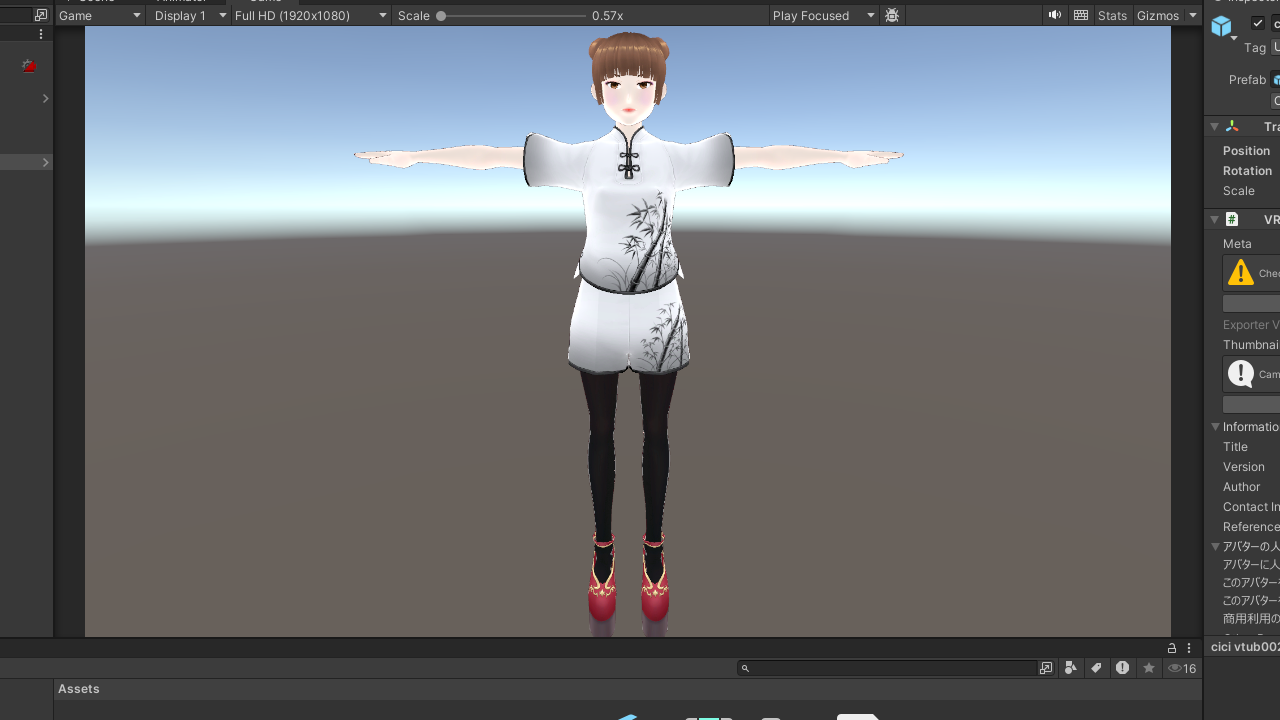 Game
Display 1
Full HD (1920x1080)
Scale
0.57x
Play Focused
Stats
Gizmos
Tag
Prefab
Position
Rotation
Scale
Meta
Thumbnai
Informatio
Title
Version
Author
Contact In
Reference
アバターの人
アバターに人
このアバター
このアバター
商用利用の
cici vtub002
16
Assets